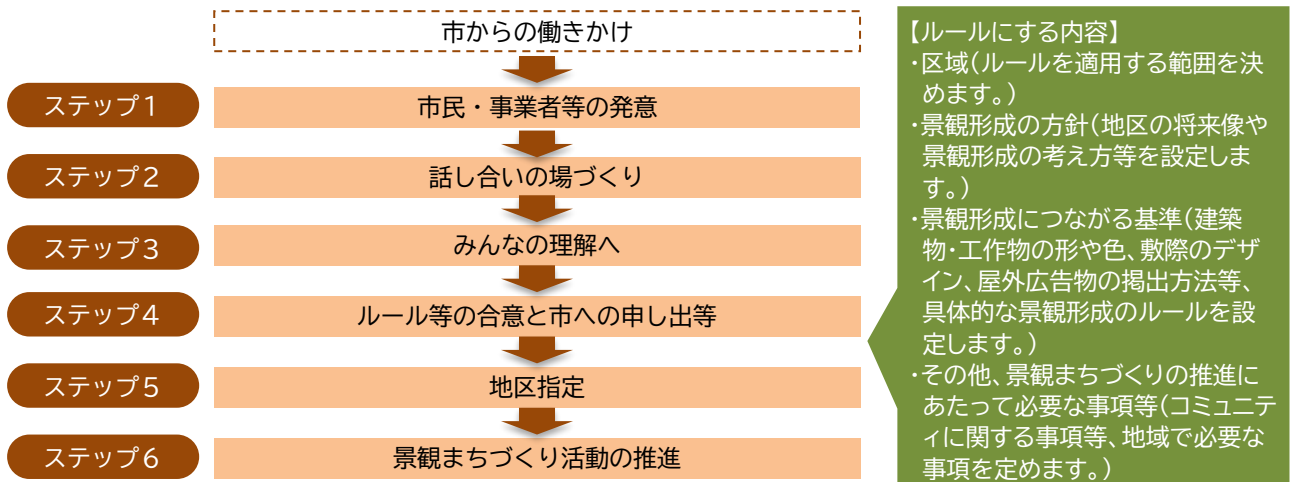 市からの働きかけ
ステップ1
市民・事業者等の発意
ステップ2
話し合いの場づくり
ステップ3
みんなの理解へ
ステップ4
ルール等の合意と市への申し出等
ステップ5
地区指定
ステップ6
景観まちづくり活動の推進
【ルールにする内容】
・区域(ルールを適用する範囲を決
めます。)
・景観形成の方針(地区の将来像や
景観形成の考え方等を設定しま
す。)
・景観形成につながる基準(建築
物・工作物の形や色、敷際のデザ
イン、屋外広告物の掲出方法等、
具体的な景観形成のルールを設
定します。)
・その他、景観まちづくりの推進に
あたって必要な事項等(コミュニテ
ィに関する事項等、地域で必要な
事項を定めます。)